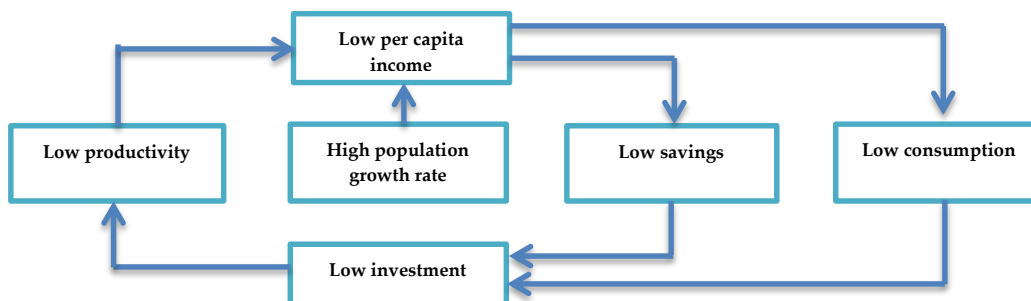 Low per capita
income
Low productivity
High population
growth rate
Low savings
Low consumption
Low investment